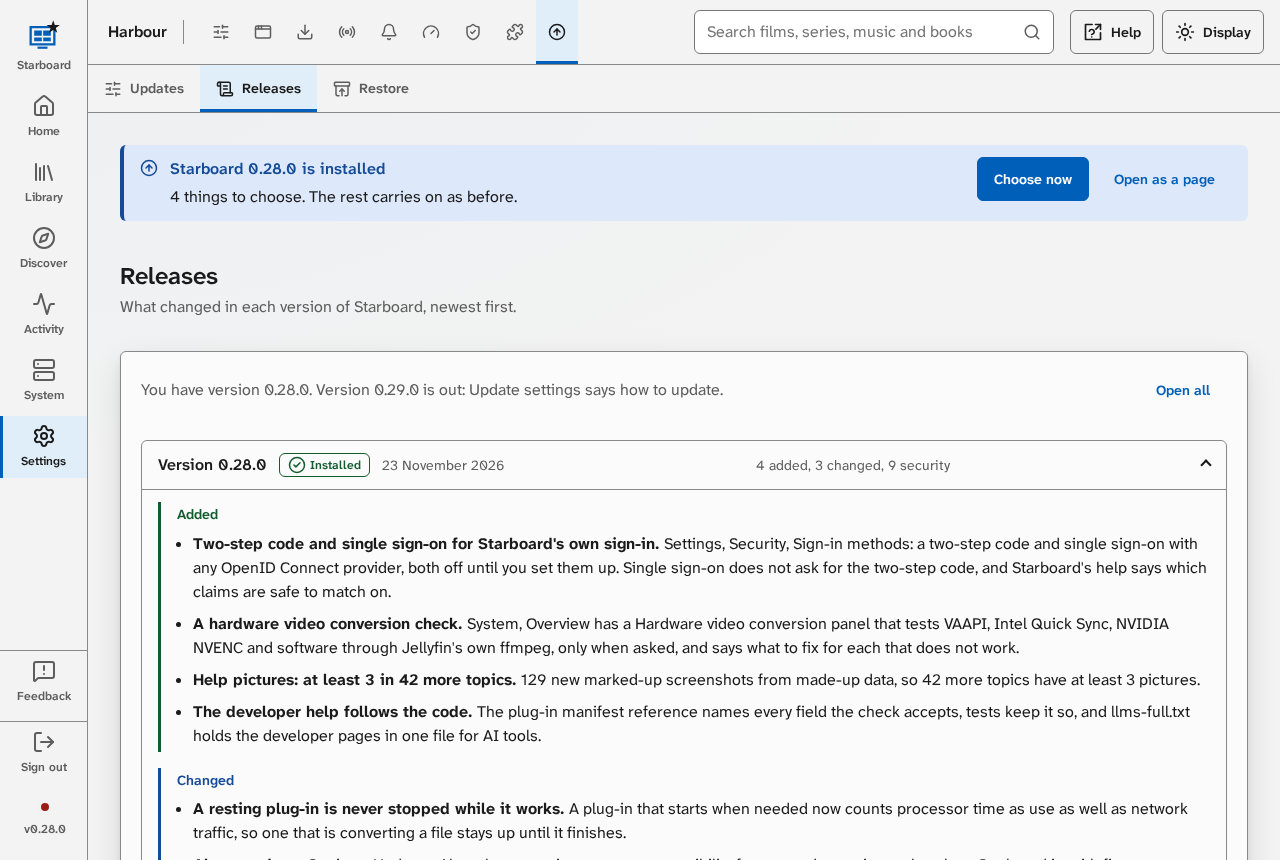 Starboard
Home
Library
Discover
Activity
System
Settings
Feedback
Sign out
v0.28.0
Harbour
Search films, series, music and books
Help
Display
Updates
Releases
Restore
Starboard 0.28.0 is installed
4 things to choose. The rest carries on as before.
Choose now
Open as a page
Releases
What changed in each version of Starboard, newest first.
You have version 0.28.0. Version 0.29.0 is out: Update settings says how to update.
Open all
Version 0.28.0
Installed
23 November 2026
4 added, 3 changed, 9 security
Added
• Two-step code and single sign-on for Starboard's own sign-in. Settings, Security, Sign-in methods: a two-step code and single sign-on with
any OpenID Connect provider, both off until you set them up. Single sign-on does not ask for the two-step code, and Starboard's help says which
claims are safe to match on.
• A hardware video conversion check. System, Overview has a Hardware video conversion panel that tests VAAPI, Intel Quick Sync, NVIDIA
NVENC and software through Jellyfin's own ffmpeg, only when asked, and says what to fix for each that does not work.
• Help pictures: at least 3 in 42 more topics. 129 new marked-up screenshots from made-up data, so 42 more topics have at least 3 pictures.
• The developer help follows the code. The plug-in manifest reference names every field the check accepts, tests keep it so, and llms-full.txt
holds the developer pages in one file for AI tools.
Changed
• A resting plug-in is never stopped while it works. A plug-in that starts when needed now counts processor time as use as well as network
traffic, so one that is converting a file stays up until it finishes.